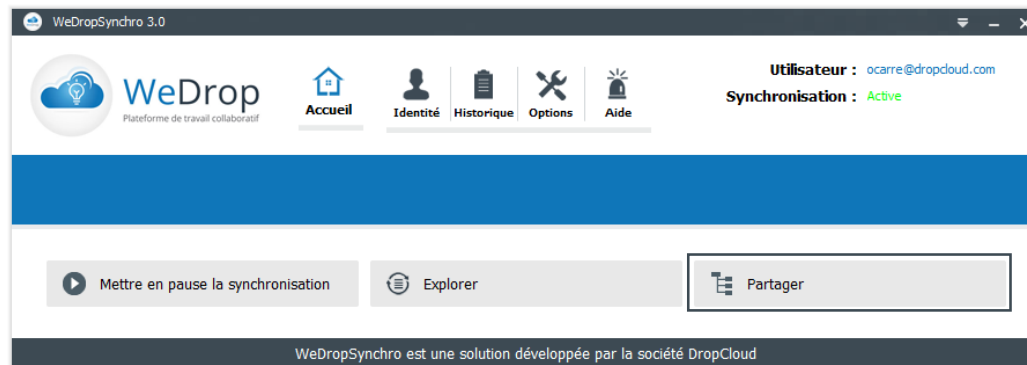 WeDropSynchro 3.0
WeDrop
Plateforme de travail collaboratif
Accueil
Identité
Historique
Options
Aide
Utilisateur : ocarre@dropcloud.com
Synchronisation : Active
Mettre en pause la synchronisation
Explorer
Partager
WeDropSynchro est une solution développée par la société DropCloud